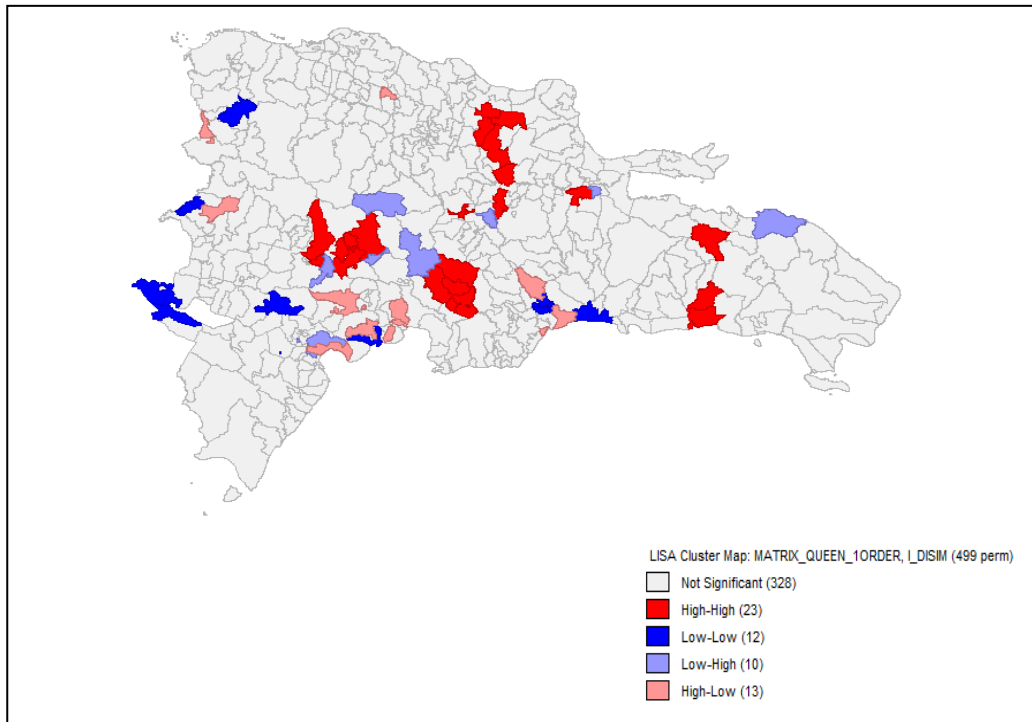 LISA Cluster Map: MATRIX_QUEEN_1ORDER, I_DISIM (499 perm)
Not Significant (328)
High-High (23)
Low-Low (12)
Low-High (10)
High-Low (13)